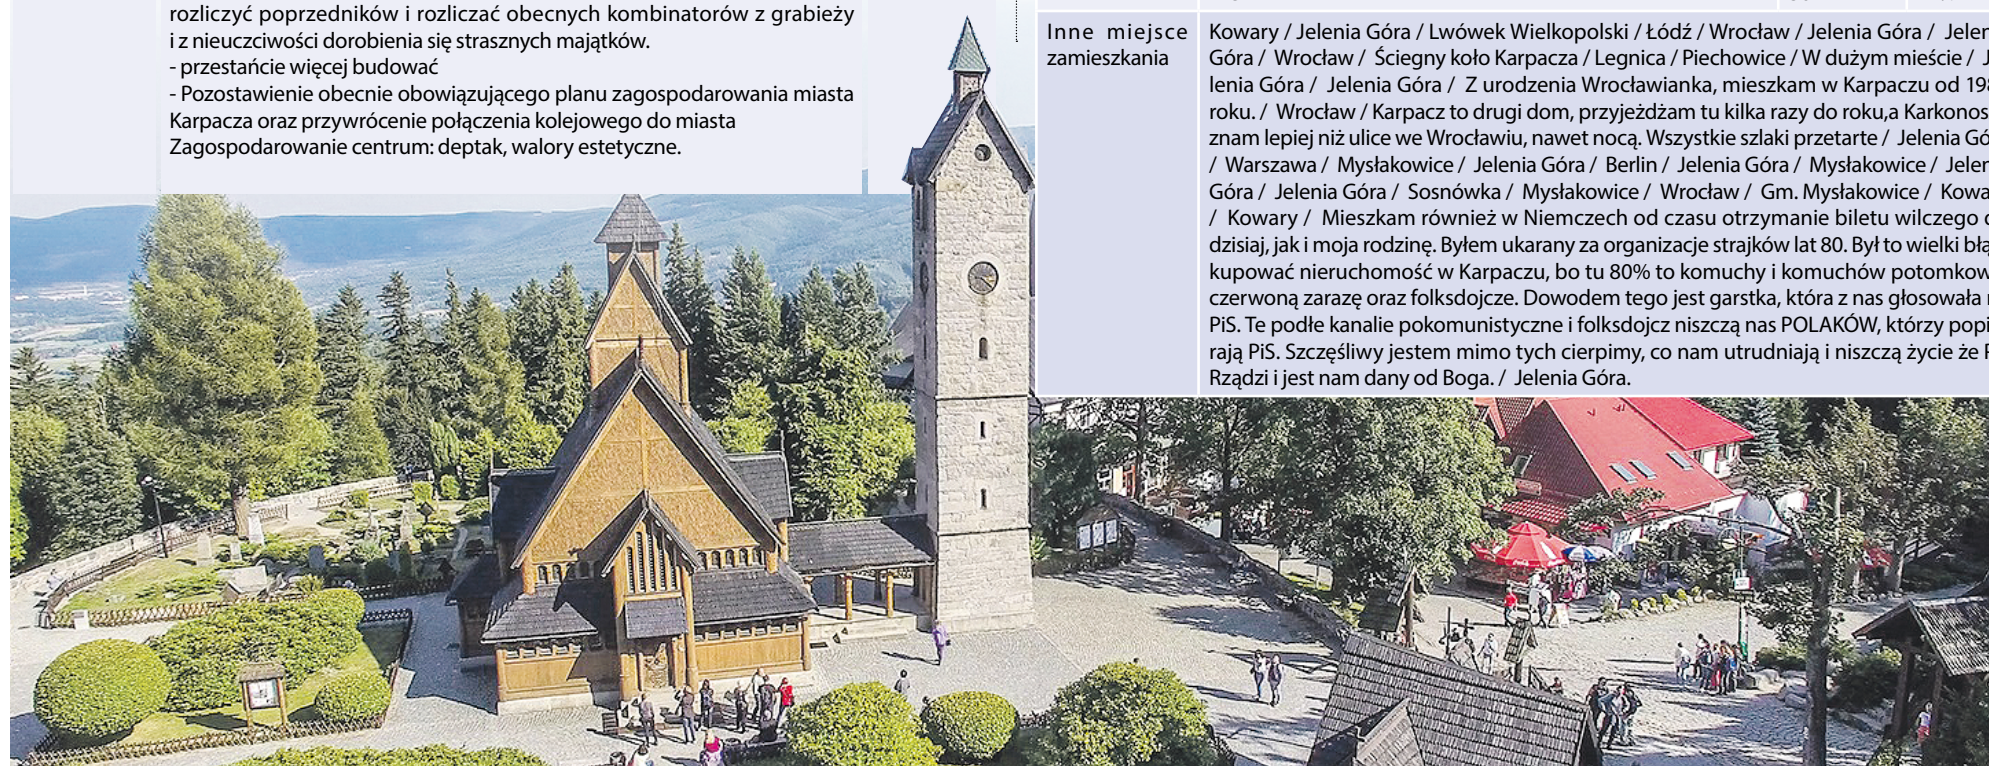 rozliczyć poprzedników i rozliczać obecnych kombinatorów z grabieży
i z nieuczciwości dorobienia się strasznych majątków.
- przestańcie więcej budować
- Pozostawienie obecnie obowiązującego planu zagospodarowania miasta
Karpacza oraz przywrócenie połączenia kolejowego do miasta
Zagospodarowanie centrum: deptak, walory estetyczne.
Inne miejsce
zamieszkania
Kowary / Jelenia Góra / Lwówek Wielkopolski / Łódź / Wrocław / Jelenia Góra / Jelen
Góra / Wrocław / Ściegny koło Karpacza / Legnica / Piechowice / W dużym mieście / J
lenia Góra / Jelenia Góra / Z urodzenia Wrocławianka, mieszkam w Karpaczu od 198
roku. / Wrocław / Karpacz to drugi dom, przyjeżdżam tu kilka razy do roku,a Karkonos
znam lepiej niż ulice we Wrocławiu, nawet nocą. Wszystkie szlaki przetarte / Jelenia Gó
/ Warszawa / Mysłakowice / Jelenia Góra / Berlin / Jelenia Góra / Mysłakowice / Jelen
Góra / Jelenia Góra / Sosnówka / Mysłakowice / Wrocław / Gm. Mysłakowice / Kowa
/ Kowary / Mieszkam również w Niemczech od czasu otrzymanie biletu wilczego d
dzisiaj, jak i moja rodzinę. Byłem ukarany za organizacje strajków lat 80. Był to wielki błą
kupować nieruchomość w Karpaczu, bo tu 80% to komuchy i komuchów potomkow
czerwoną zarazę oraz folksdojcze. Dowodem tego jest garstka, która z nas głosowała n
PiS. Te podłe kanalie pokomunistyczne i folksdojcz niszczą nas POLAKÓW, którzy popi
rają PiS. Szczęśliwy jestem mimo tych cierpimy, co nam utrudniają i niszczą życie że P
Rządzi i jest nam dany od Boga. / Jelenia Góra.